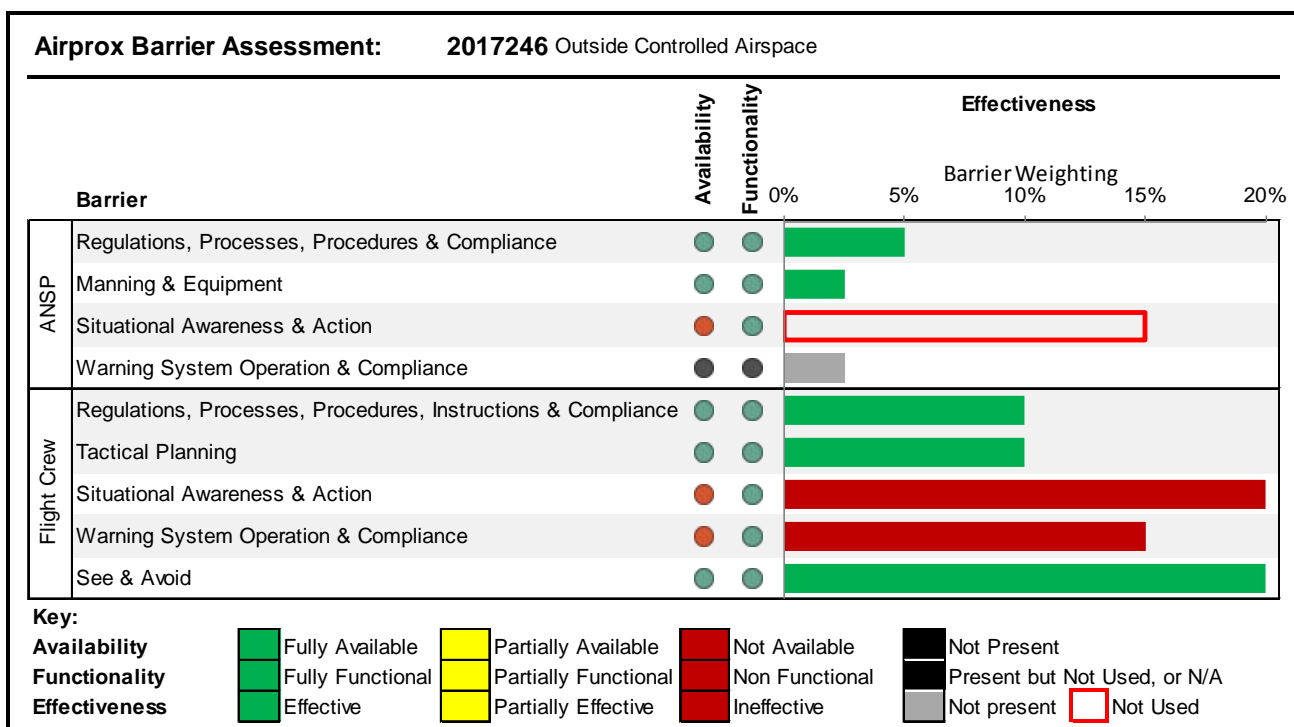 Airprox Barrier Assessment: 2017246 Outside Controlled Airspace
Availability
Functionality
Effectiveness
Barrier Weighting
Barrier
0% 5% 10% 15% 20%
ANSP
Regulations, Processes, Procedures & Compliance
Manning & Equipment
Situational Awareness & Action
Warning System Operation & Compliance
Flight Crew
Regulations, Processes, Procedures, Instructions & Compliance
Tactical Planning
Situational Awareness & Action
Warning System Operation & Compliance
See & Avoid
Key:
Availability Fully Available Partially Available Not Available Not Present
Functionality Fully Functional Partially Functional Non Functional Present but Not Used, or N/A
Effectiveness Effective Partially Effective Ineffective Not present Not Used